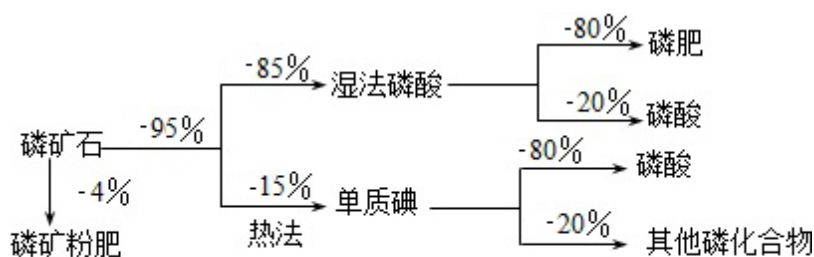 -80%
磷肥
-85%
湿法磷酸
-20%
磷酸
磷矿石
-95%
-80%
磷酸
-4%
-15%
单质碘
热法
-20%
其他磷化合物
磷矿粉肥